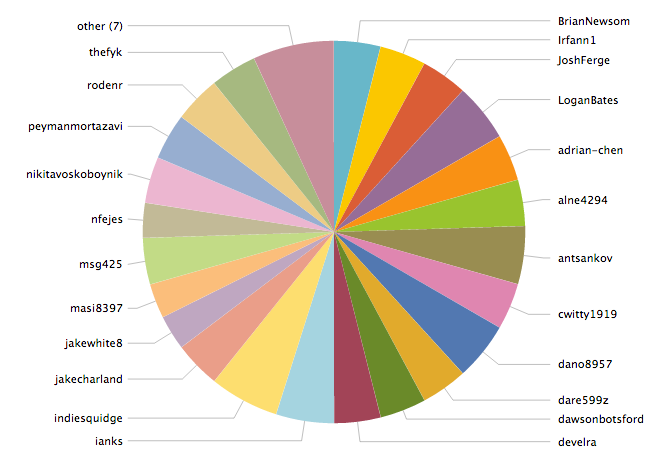 other (7)
thefyk
rodenr
peymanmortazavi
nikitavoskoboynik
nfejes
msg425
masi8397
jakewhite8
jakecharland
indiesquidge
ianks
BrianNewsom
Irfann1
JoshFerge
LoganBates
adrian-chen
alne4294
antsankov
cwitty1919
dano8957
dare599z
dawsonbotsford
develra